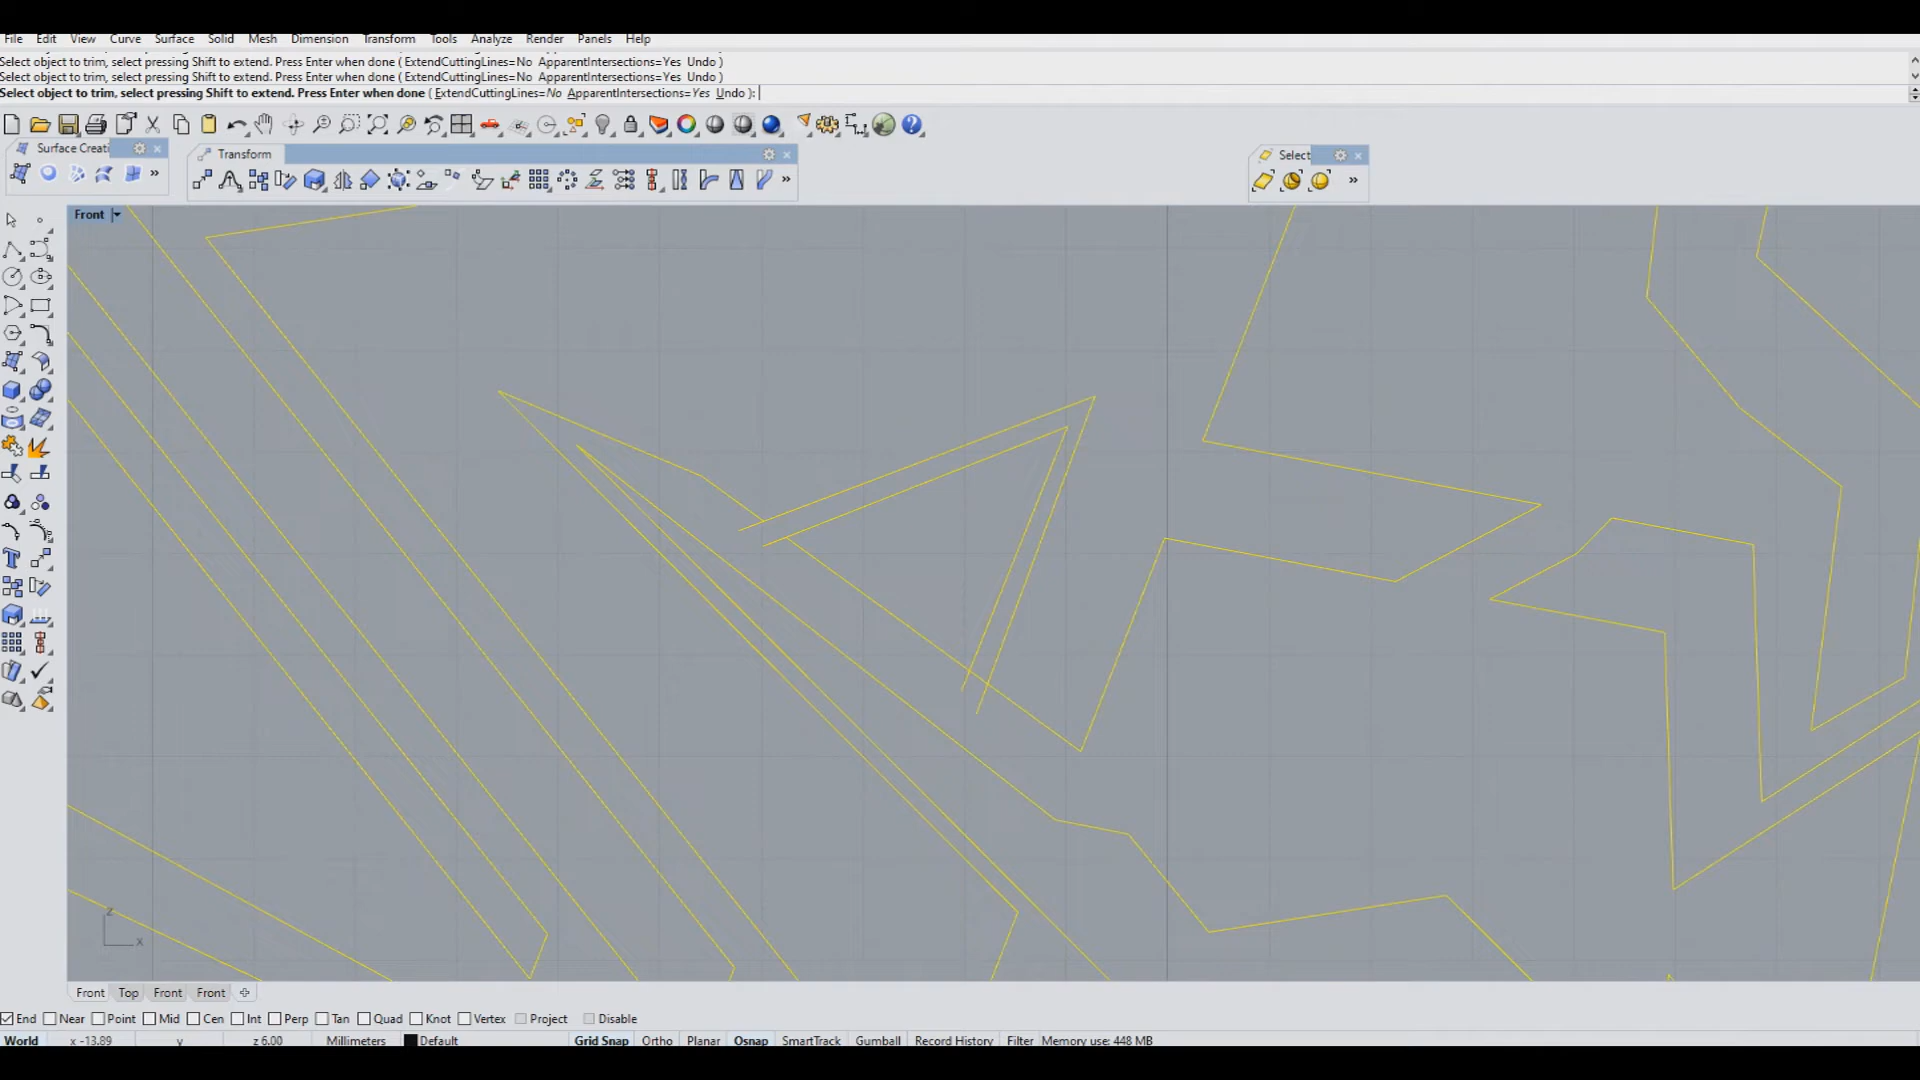 File Edit View Curve Surface Solid Mesh Dimension Transform Tools Analyze Render Panels Help
Select object to trim, select pressing Shift to extend. Press Enter when done ( ExtendCuttingLines=No ApparentIntersections=Yes Undo )
Select object to trim, select pressing Shift to extend. Press Enter when done ( ExtendCuttingLines=No ApparentIntersections=Yes Undo )
Select object to trim, select pressing Shift to extend. Press Enter when done ( ExtendCuttingLines=No ApparentIntersections=Yes Undo ):
Surface Creati
Transform
Select
Front
z
x
Front Top Front Front
End Near Point Mid Cen Int Perp Tan Quad Knot Vertex Project Disable
World x -13.89 y z 6.00 Millimeters Default Grid Snap Ortho Planar Osnap SmartTrack Gumball Record History Filter Memory use: 448 MB